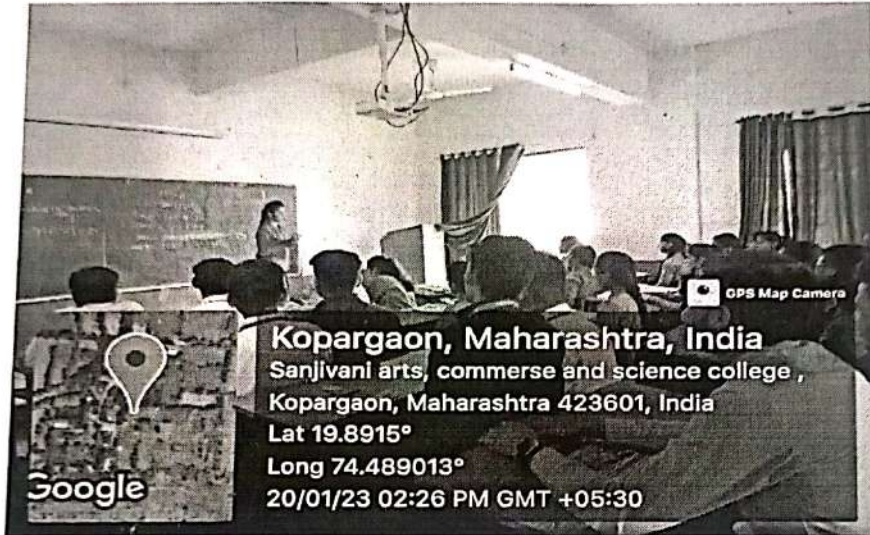 GPS Map Camera
Kopargaon, Maharashtra, India
Sanjivani arts, commerse and science college ,
Kopargaon, Maharashtra 423601, India
Lat 19.8915°
Long 74.489013°
20/01/23 02:26 PM GMT +05:30
Google